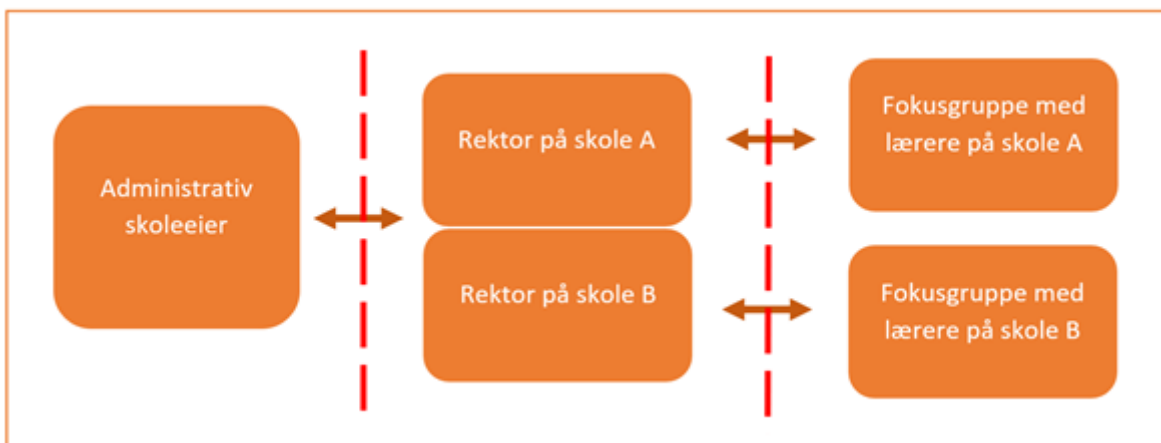 Administrativ
skoleeier
Rektor på skole A
Rektor på skole B
Fokusgruppe med
lærere på skole A
Fokusgruppe med
lærere på skole B